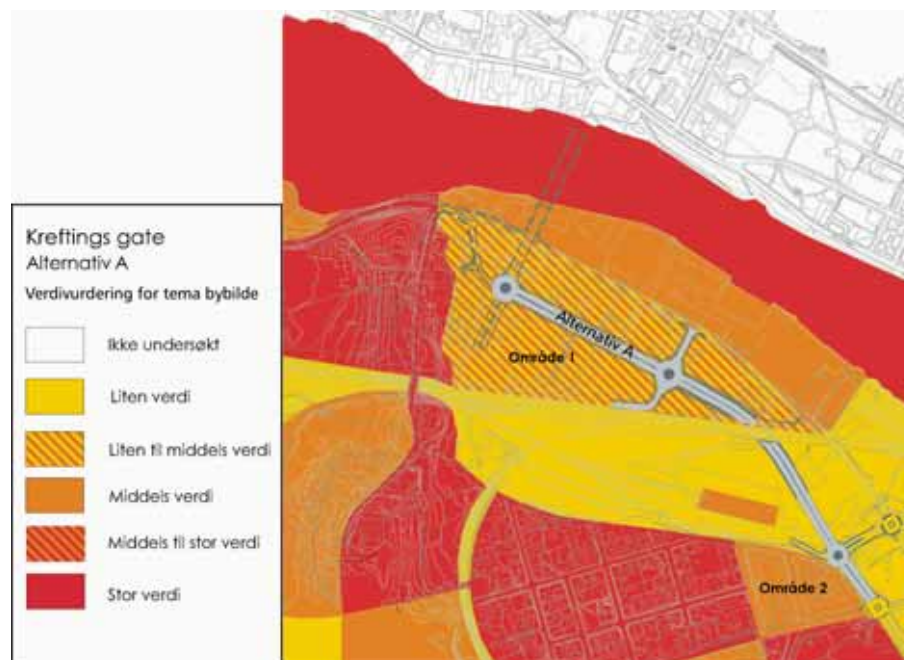 Kreftings gate
Alternativ A
Verdivurdering for tema bybilde
Ikke undersøkt
Liten verdi
Liten til middels verdi
Middels verdi
Middels til stor verdi
Stor verdi
Alternativ A
Område 1
Område 2